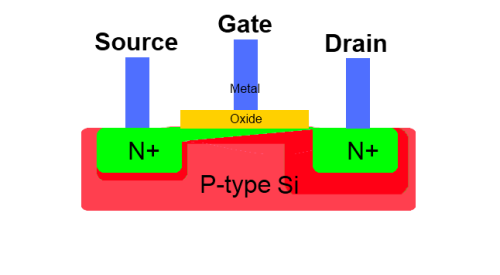 Source
Gate
Drain
Metal
Oxide
N+
N+
P-type Si